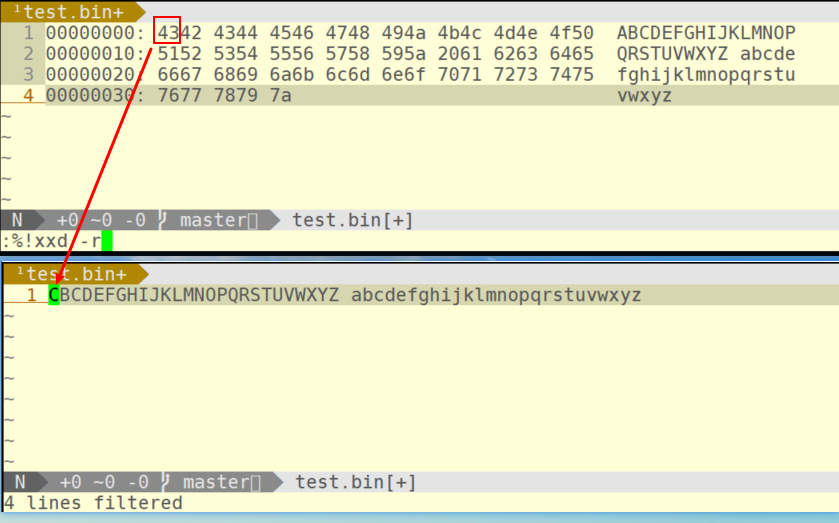 ¹test.bin+
1 00000000: 4342 4344 4546 4748 494a 4b4c 4d4e 4f50 ABCDEFGHIJKLMNOP
2 00000010: 5152 5354 5556 5758 595a 2061 6263 6465 QRSTUVWXYZ abcde
3 00000020: 6667 6869 6a6b 6c6d 6e6f 7071 7273 7475 fghijklmnopqrstu
4 00000030: 7677 7879 7a vwxyz
~
~
~
~
~
N +0 ~0 -0 master test.bin[+]
:%!xxd -r
¹test.bin+
1 CBCDEFGHIJKLMNOPQRSTUVWXYZ abcdefghijklmnopqrstuvwxyz
~
~
~
~
~
~
~
~
N +0 ~0 -0 master test.bin[+]
4 lines filtered